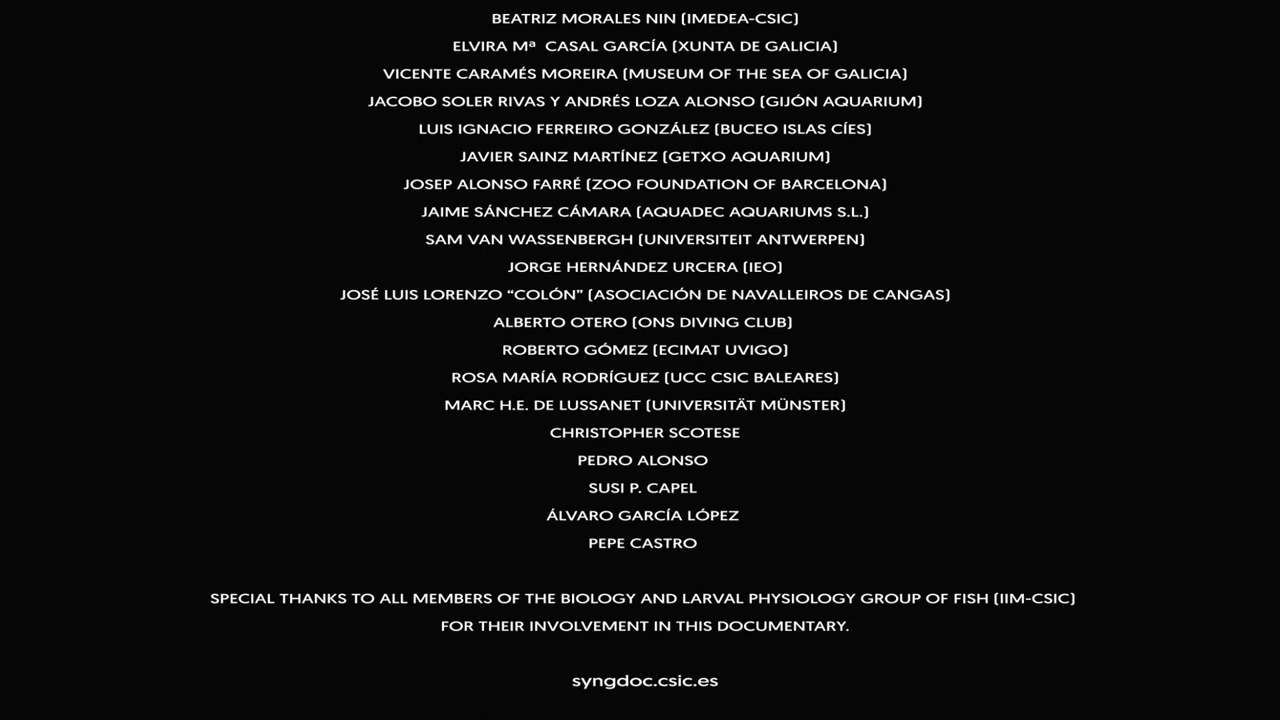 BEATRIZ MORALES NIN (IMEDEA-CSIC)
ELVIRA Mª CASAL GARCÍA (XUNTA DE GALICIA)
VICENTE CARAMÉS MOREIRA (MUSEUM OF THE SEA OF GALICIA)
JACOBO SOLER RIVAS Y ANDRÉS LOZA ALONSO (GIJÓN AQUARIUM)
LUIS IGNACIO FERREIRO GONZÁLEZ (BUCEO ISLAS CÍES)
JAVIER SAINZ MARTÍNEZ (GETXO AQUARIUM)
JOSEP ALONSO FARRÉ (ZOO FOUNDATION OF BARCELONA)
JAIME SÁNCHEZ CÁMARA (AQUADEC AQUARIUMS S.L.)
SAM VAN WASSENBERGH (UNIVERSITEIT ANTWERPEN)
JORGE HERNÁNDEZ URCERA (IEO)
JOSÉ LUIS LORENZO “COLÓN” (ASOCIACIÓN DE NAVALLEIROS DE CANGAS)
ALBERTO OTERO (ONS DIVING CLUB)
ROBERTO GÓMEZ (ECIMAT UVIGO)
ROSA MARÍA RODRÍGUEZ (UCC CSIC BALEARES)
MARC H.E. DE LUSSANET (UNIVERSITÄT MÜNSTER)
CHRISTOPHER SCOTESE
PEDRO ALONSO
SUSI P. CAPEL
ÁLVARO GARCÍA LÓPEZ
PEPE CASTRO
SPECIAL THANKS TO ALL MEMBERS OF THE BIOLOGY AND LARVAL PHYSIOLOGY GROUP OF FISH (IIM-CSIC)
FOR THEIR INVOLVEMENT IN THIS DOCUMENTARY.
syngdoc.csic.es